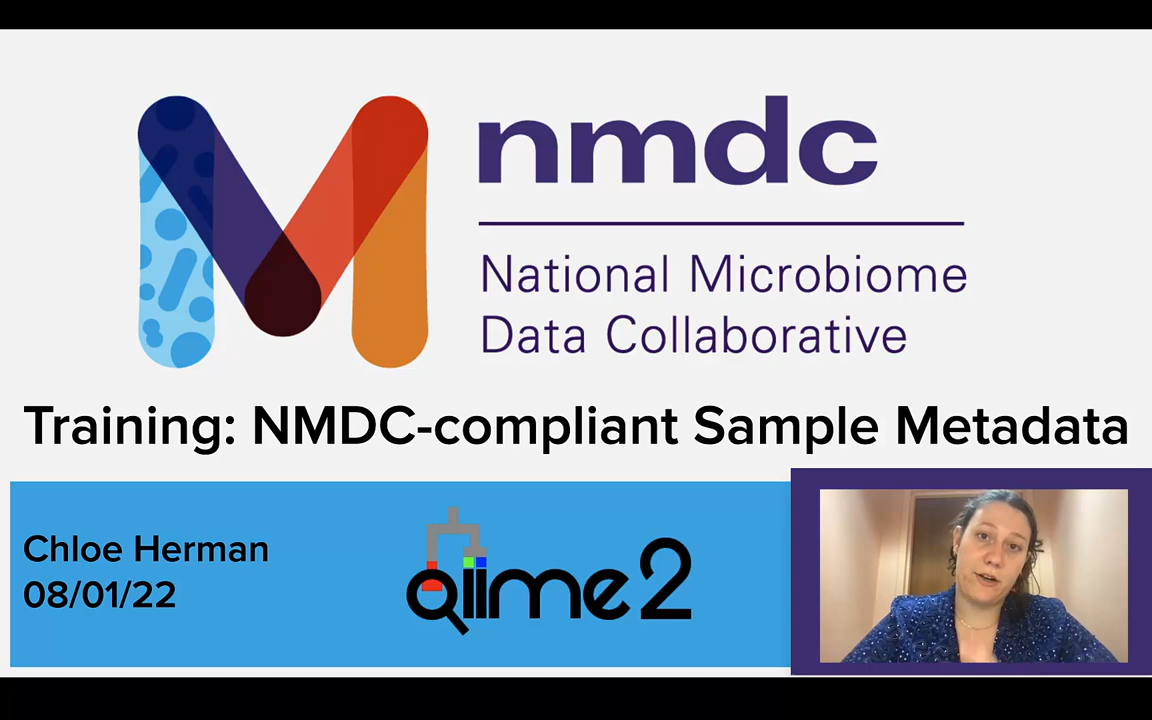 nmdc
National Microbiome
Data Collaborative
Training: NMDC-compliant Sample Metadata
Chloe Herman
08/01/22
qiime2